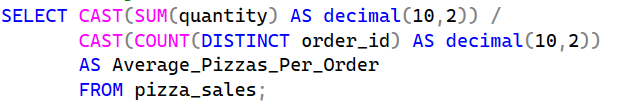 SELECT CAST(SUM(quantity) AS decimal(10,2)) /
CAST(COUNT(DISTINCT order_id) AS decimal(10,2))
AS Average_Pizzas_Per_Order
FROM pizza_sales;